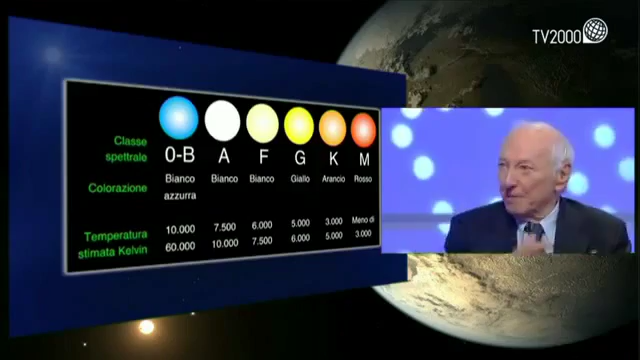 TV2000
Classe
spettrale
O-B A F G K M
Colorazione
Bianco
azzurra
Bianco
Bianco
Giallo
Arancio
Rosso
Temperatura
stimata Kelvin
10.000 7.500 6.000 5.000 3.000 Meno di
60.000 10.000 7.500 6.000 5.000 3.000